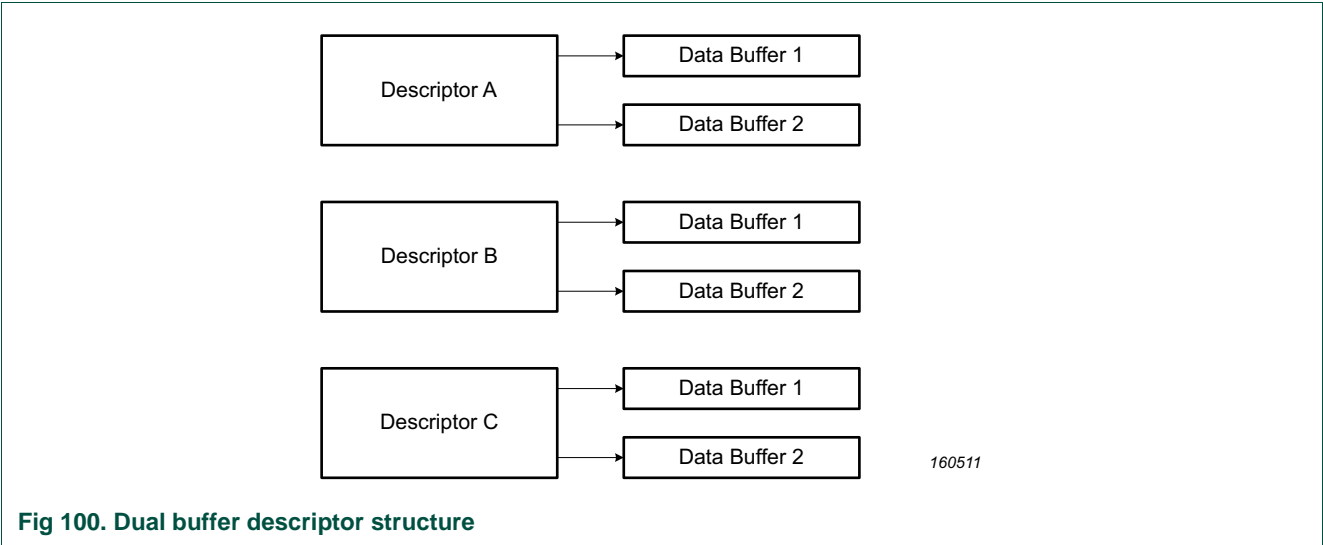 Descriptor A
Data Buffer 1
Data Buffer 2
Descriptor B
Data Buffer 1
Data Buffer 2
Descriptor C
Data Buffer 1
Data Buffer 2
160511
Fig 100. Dual buffer descriptor structure